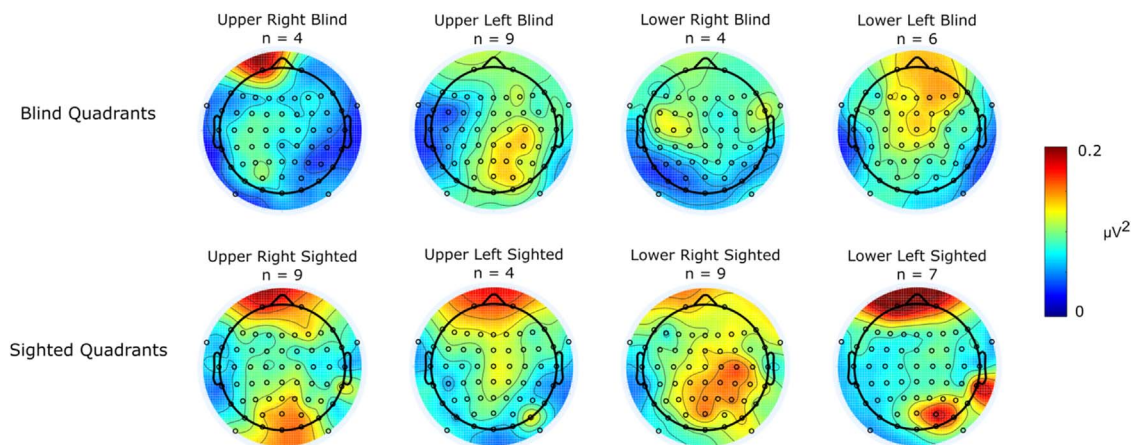 Upper Right Blind
n = 4
Upper Left Blind
n = 9
Lower Right Blind
n = 4
Lower Left Blind
n = 6
Blind Quadrants
0.2
µV2
0
Upper Right Sighted
n = 9
Upper Left Sighted
n = 4
Lower Right Sighted
n = 9
Lower Left Sighted
n = 7
Sighted Quadrants